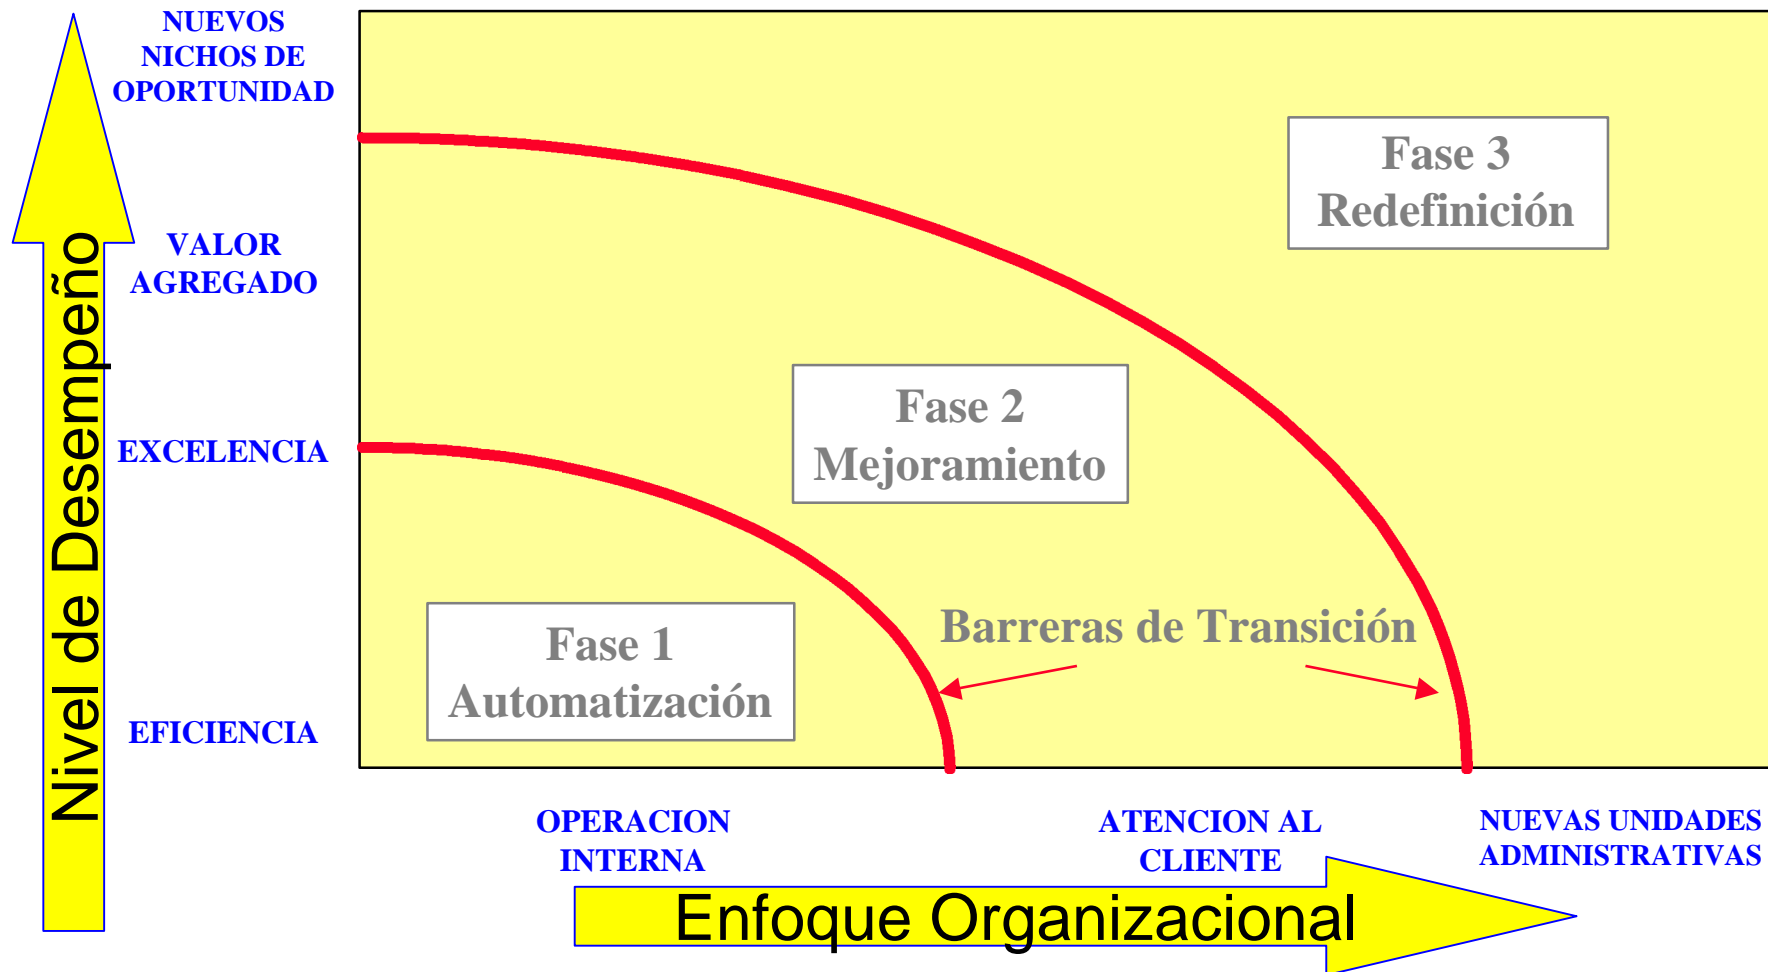 NUEVOS
NICHOS DE
OPORTUNIDAD
VALOR
AGREGADO
EXCELENCIA
EFICIENCIA
Nivel de Desempeño
Fase 3
Redefinición
Fase 2
Mejoramiento
Barreras de Transición
Fase 1
Automatización
OPERACION
INTERNA
ATENCION AL
CLIENTE
NUEVAS UNIDADES
ADMINISTRATIVAS
Enfoque Organizacional